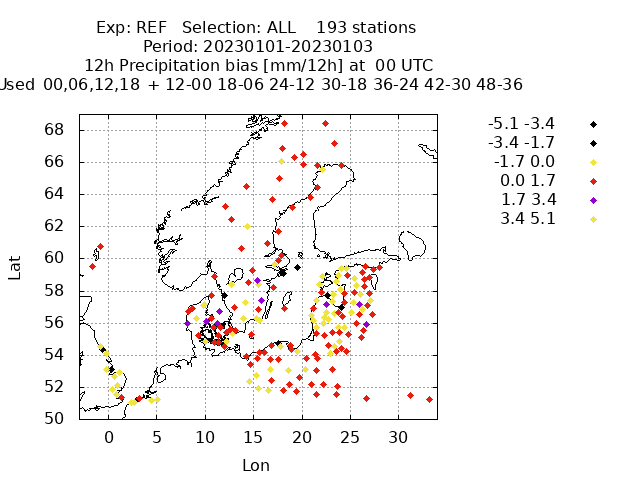 Exp: REF   Selection: ALL    193 stations
Period: 20230101-20230103
12h Precipitation bias [mm/12h] at  00 UTC
Used 00,06,12,18 + 12-00 18-06 24-12 30-18 36-24 42-30 48-36
-5.1 -3.4
-3.4 -1.7
-1.7 0.0
0.0 1.7
1.7 3.4
3.4 5.1
68
66
64
62
60
58
56
54
52
50
Lat
0 5 10 15 20 25 30
Lon